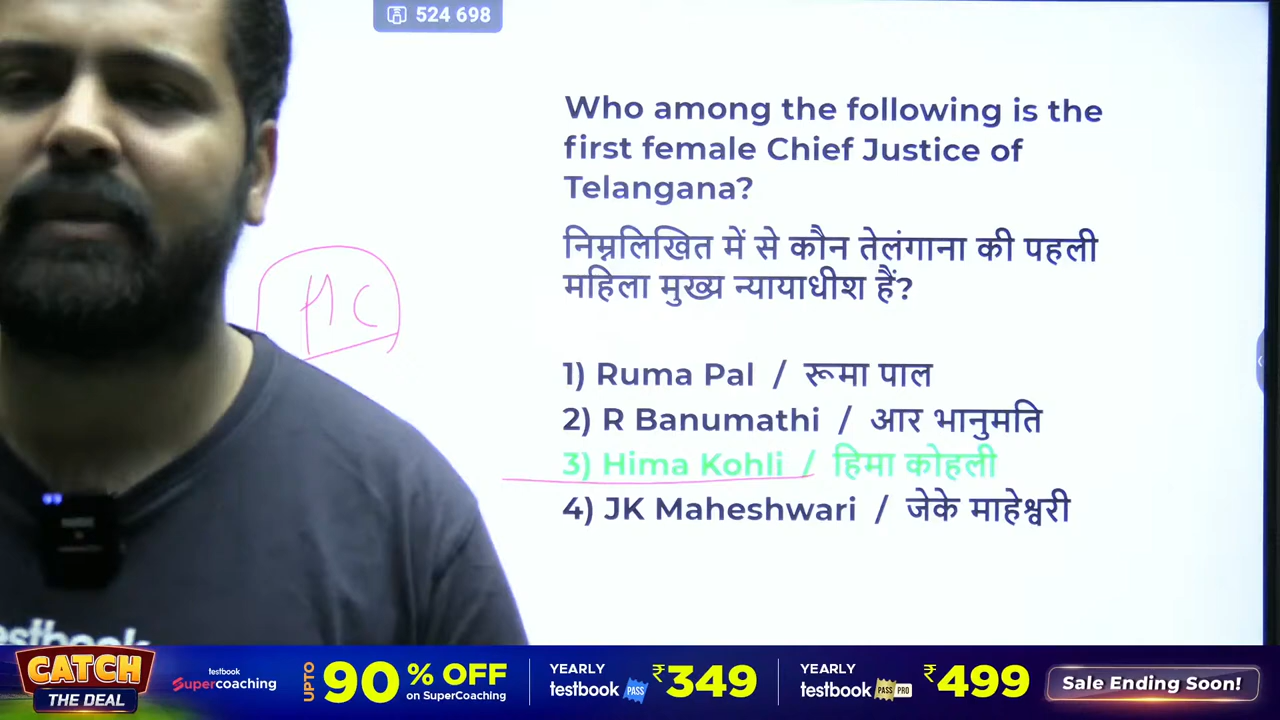 524 698
Who among the following is the
first female Chief Justice of
Telangana?
निम्नलिखित में से कौन तेलंगाना की पहली
महिला मुख्य न्यायाधीश हैं?
HC
1) Ruma Pal / रूमा पाल
2) R Banumathi / आर भानुमति
3) Hima Kohli / हिमा कोहली
4) JK Maheshwari / जेके माहेश्वरी
estbook
CATCH
THE DEAL
testbook
Supercoaching
UPTO
90% OFF
on SuperCoaching
YEARLY
testbook PASS
₹349
YEARLY
testbook PASS PRO
₹499
Sale Ending Soon!